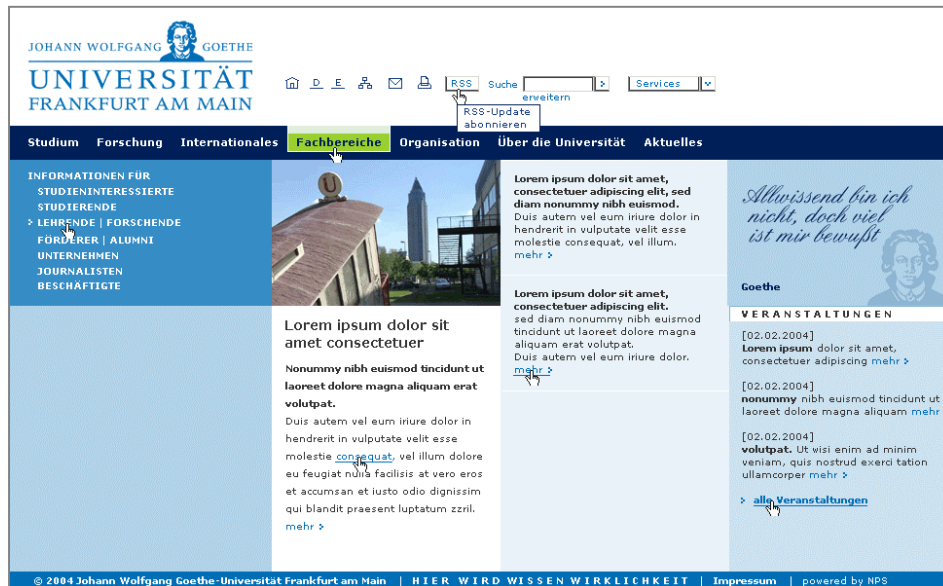 JOHANN WOLFGANG GOETHE
UNIVERSITÄT
FRANKFURT AM MAIN
D E RSS Suche Services
erweitern
RSS-Update
abonnieren
Studium Forschung Internationales Fachbereiche Organisation Über die Universität Aktuelles
INFORMATIONEN FÜR
STUDIENINTERESSIERTE
STUDIERENDE
> LEHRENDE | FORSCHENDE
FÖRDERER | ALUMNI
UNTERNEHMEN
JOURNALISTEN
BESCHÄFTIGTE
U
Lorem ipsum dolor sit
amet consectetuer
Nonummy nibh euismod tincidunt ut
laoreet dolore magna aliquam erat
volutpat.
Duis autem vel eum iriure dolor in
hendrerit in vulputate velit esse
molestie consequat, vel illum dolore
eu feugiat nulla facilisis at vero eros
et accumsan et iusto odio dignissim
qui blandit praesent luptatum zzril.
mehr >
Lorem ipsum dolor sit amet,
consectetuer adipiscing elit, sed
diam nonummy nibh euismod.
Duis autem vel eum iriure dolor in
hendrerit in vulputate velit esse
molestie consequat, vel illum.
mehr >
Lorem ipsum dolor sit amet,
consectetuer adipiscing elit.
sed diam nonummy nibh euismod
tincidunt ut laoreet dolore magna
aliquam erat volutpat.
Duis autem vel eum iriure dolor.
mehr >
Allwissend bin ich
nicht, doch viel
ist mir bewußt
Goethe
VERANSTALTUNGEN
[02.02.2004]
Lorem ipsum dolor sit amet,
consectetuer adipiscing mehr >
[02.02.2004]
nonummy nibh euismod tincidunt ut
laoreet dolore magna aliquam mehr
[02.02.2004]
volutpat. Ut wisi enim ad minim
veniam, quis nostrud exerci tation
ullamcorper mehr >
> alle Veranstaltungen
© 2004 Johann Wolfgang Goethe-Universität Frankfurt am Main | HIER WIRD WISSEN WIRKLICHKEIT | Impressum | powered by NPS